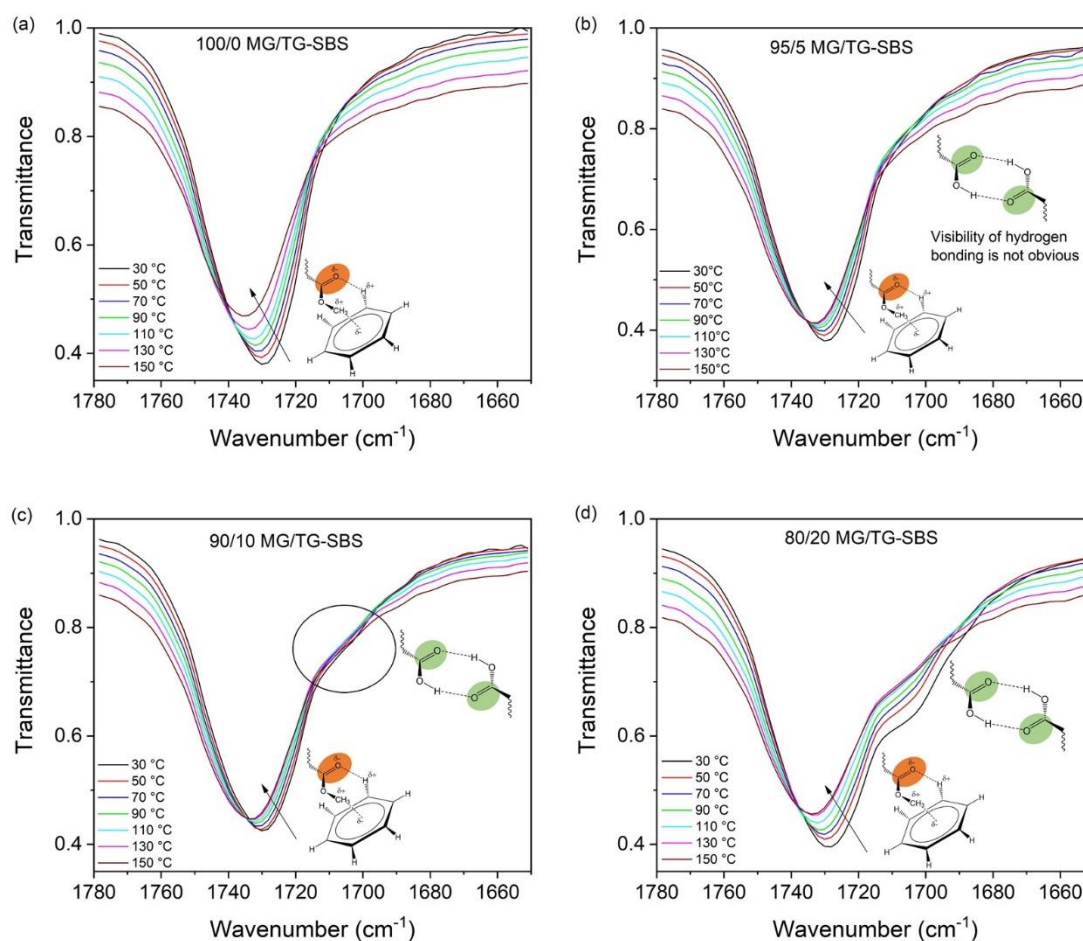 (a)
100/0 MG/TG-SBS
1.0
0.8
0.6
0.4
Transmittance
30 °C
50 °C
70 °C
90 °C
110 °C
130 °C
150 °C
δ-
O
δ+
H
δ+
O
CH₃
H
H
δ-
H
H
H
1780 1760 1740 1720 1700 1680 1660
Wavenumber (cm⁻¹)
(b)
95/5 MG/TG-SBS
1.0
0.8
0.6
0.4
Transmittance
O
H
O
O
H
O
Visibility of hydrogen
bonding is not obvious
30°C
50°C
70°C
90°C
110°C
130°C
150°C
δ-
O
δ+
H
δ+
O
CH₃
H
H
δ-
H
H
H
1780 1760 1740 1720 1700 1680 1660
Wavenumber (cm⁻¹)
(c)
90/10 MG/TG-SBS
1.0
0.8
0.6
0.4
Transmittance
O
H
O
O
H
O
30 °C
50 °C
70 °C
90 °C
110 °C
130 °C
150 °C
δ-
O
δ+
H
δ+
O
CH₃
H
H
δ-
H
H
H
1780 1760 1740 1720 1700 1680 1660
Wavenumber (cm⁻¹)
(d)
80/20 MG/TG-SBS
1.0
0.8
0.6
0.4
Transmittance
O
H
O
O
H
O
30 °C
50 °C
70 °C
90 °C
110 °C
130 °C
150 °C
δ-
O
δ+
H
δ+
O
CH₃
H
H
δ-
H
H
H
1780 1760 1740 1720 1700 1680 1660
Wavenumber (cm⁻¹)